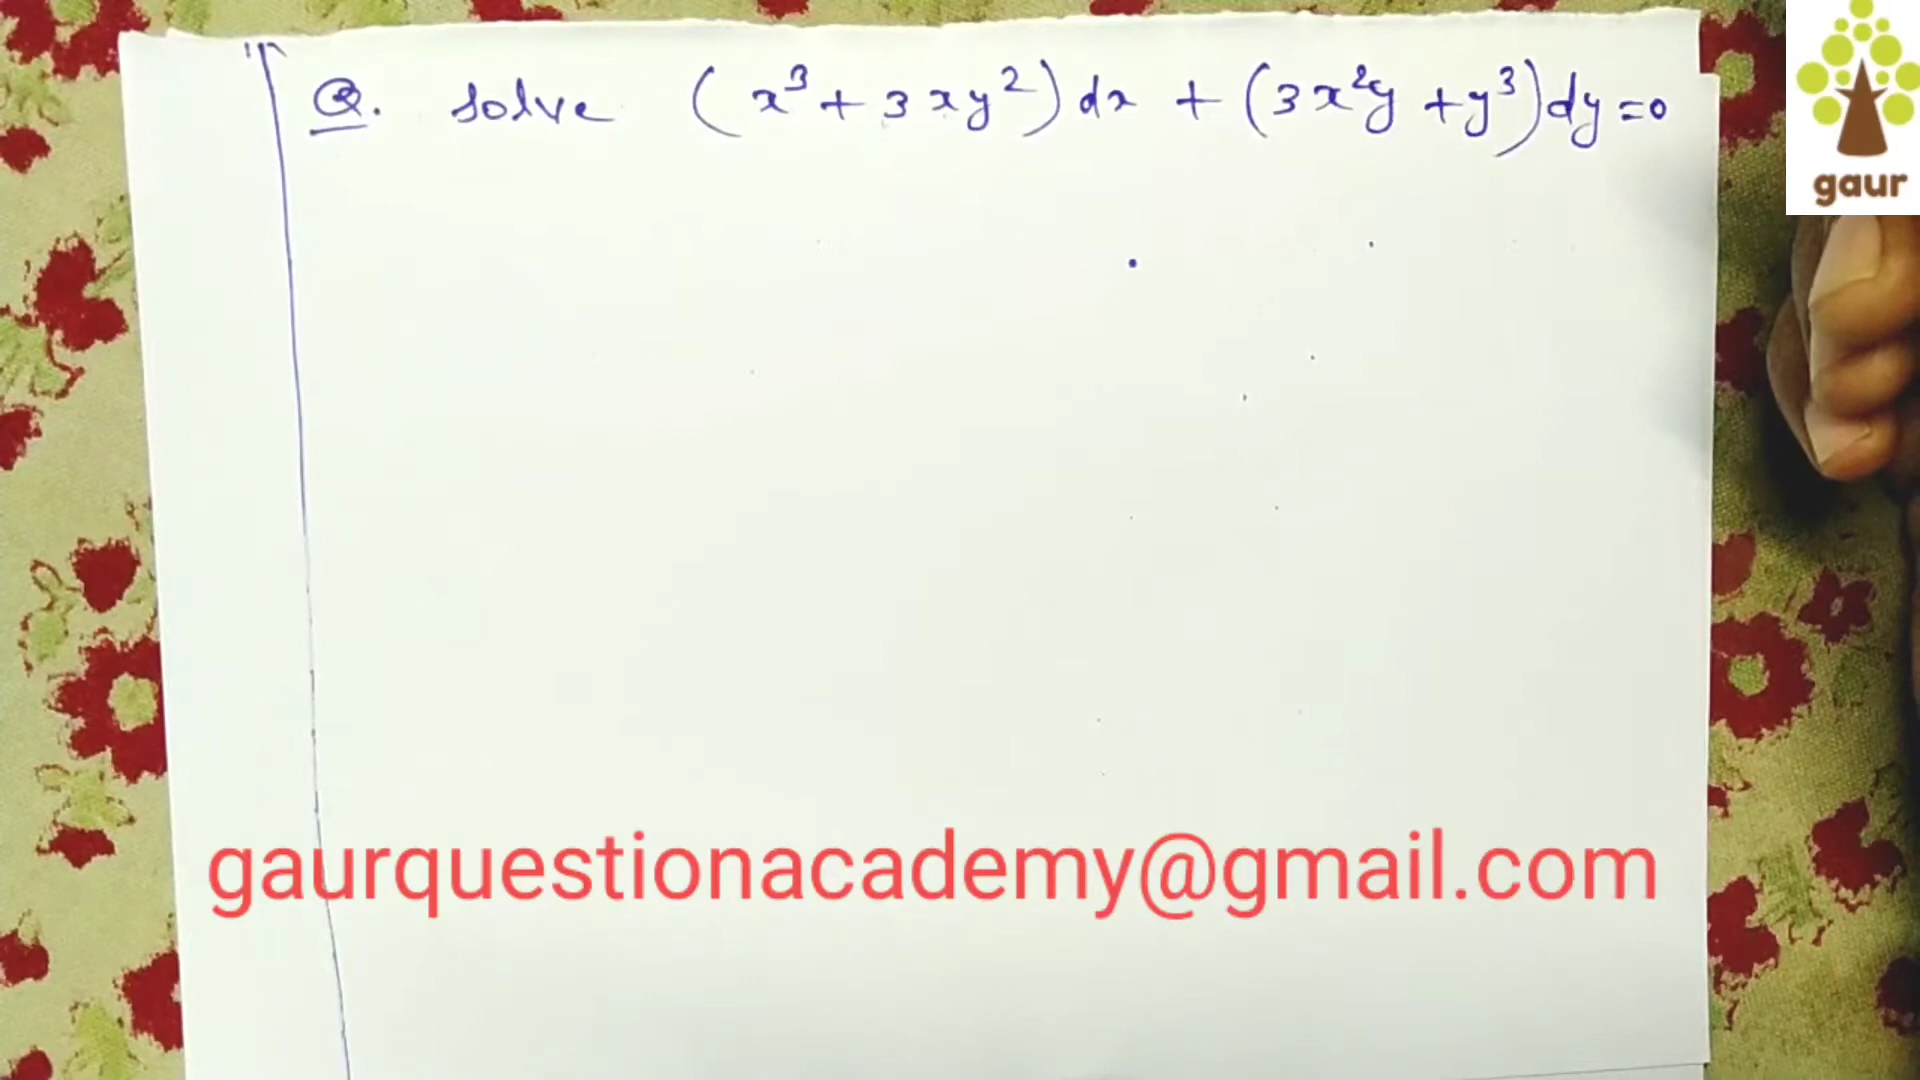 Q. solve (x³ + 3xy²) dx + (3x²y + y³) dy = 0
gaur
gaurquestionacademy@gmail.com